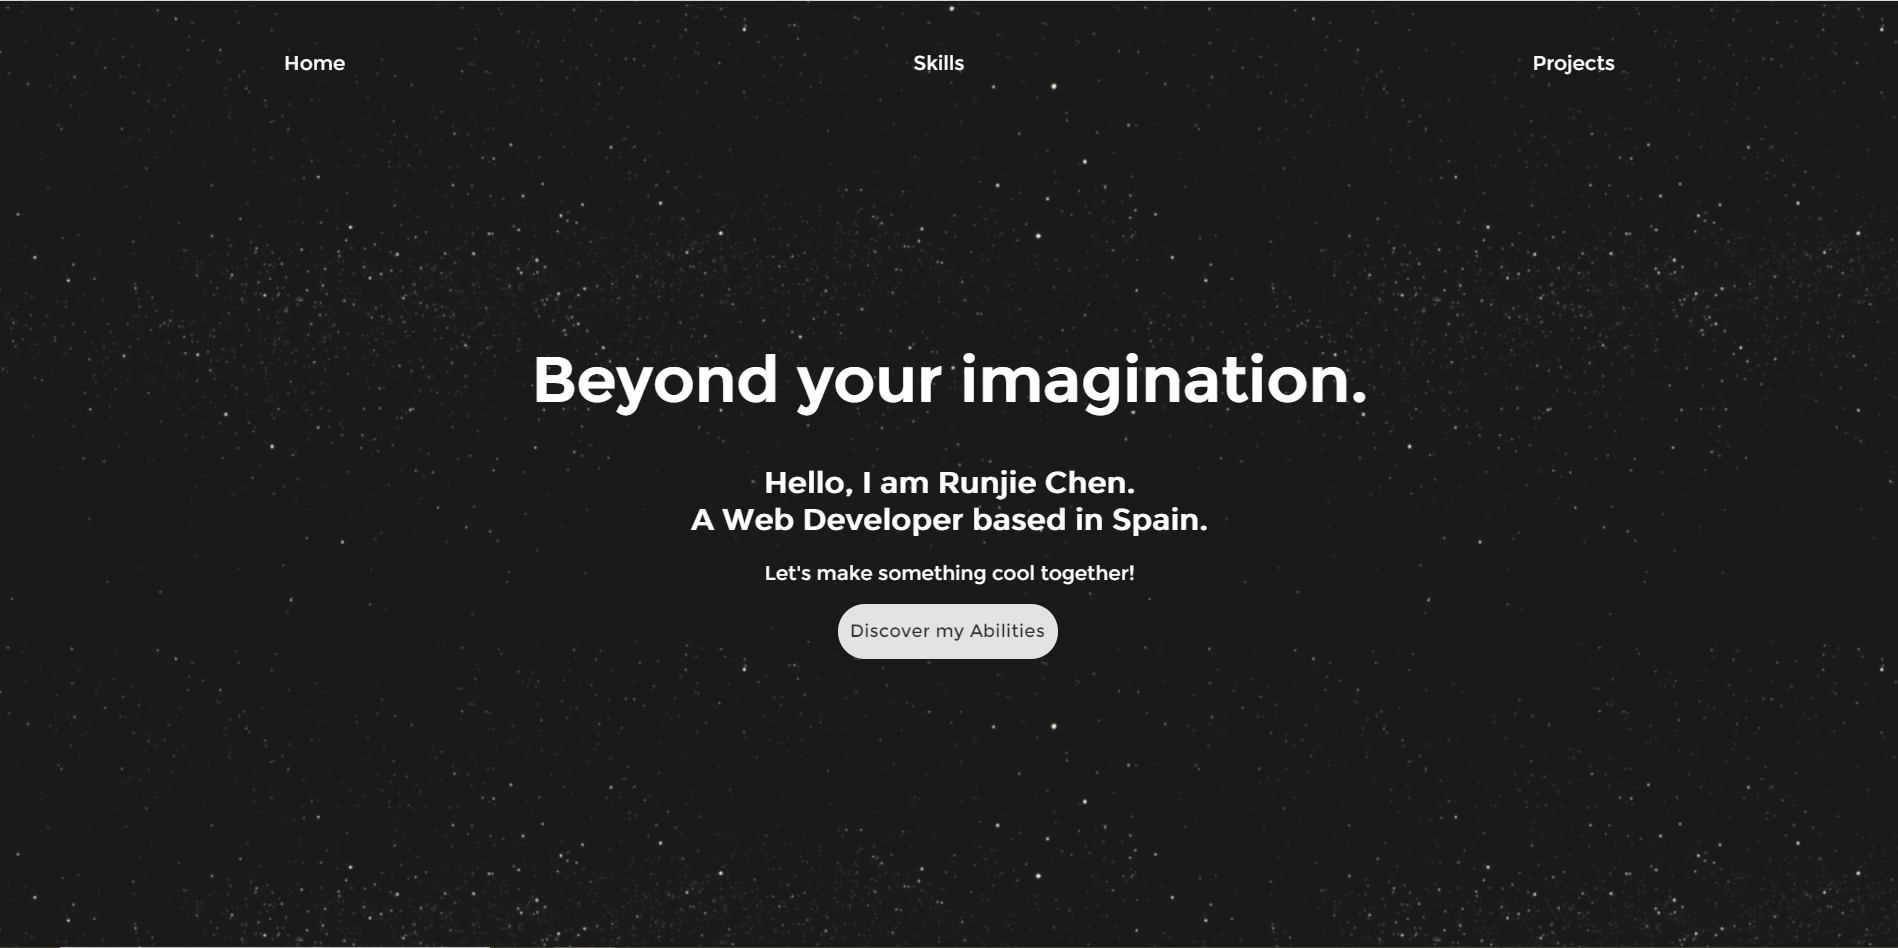 Home
Skills
Projects
Beyond your imagination.
Hello, I am Runjie Chen.
A Web Developer based in Spain.
Let's make something cool together!
Discover my Abilities